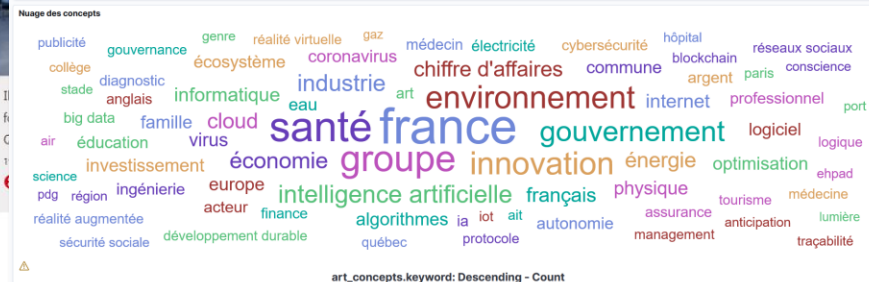 Nuage des concepts
publicité gouvernance genre réalité virtuelle gaz médecin électricité cybersécurité hôpital
collège écosystème coronavirus chiffre d'affaires commune blockchain réseaux sociaux
stade diagnostic industrie art environnement argent paris conscience
anglais informatique eau internet professionnel port
big data famille cloud santé france gouvernement logiciel
air éducation virus logique
science investissement économie groupe innovation énergie optimisation ehpad
pdg région ingénierie europe intelligence artificielle français physique tourisme médecine
acteur finance algorithmes ia iot ait autonomie assurance anticipation lumière
réalité augmentée
sécurité sociale développement durable québec protocole management traçabilité
art_concepts.keyword: Descending - Count